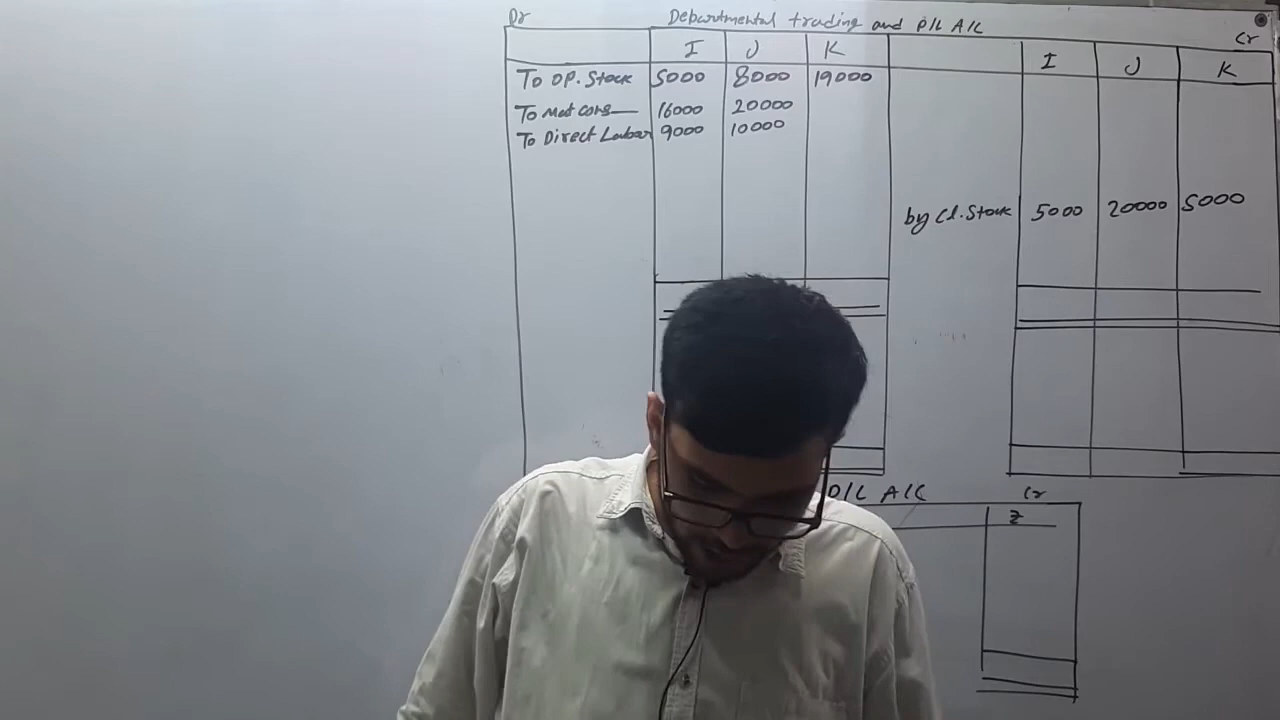 Dr Departmental trading and P/L A/C Cr
I J K I J K
To OP. Stock 5000 8000 19000
To Mat cons 16000 20000
To Direct Labour 9000 10000
by Cl. Stock 5000 20000 5000
P/L A/C Cr